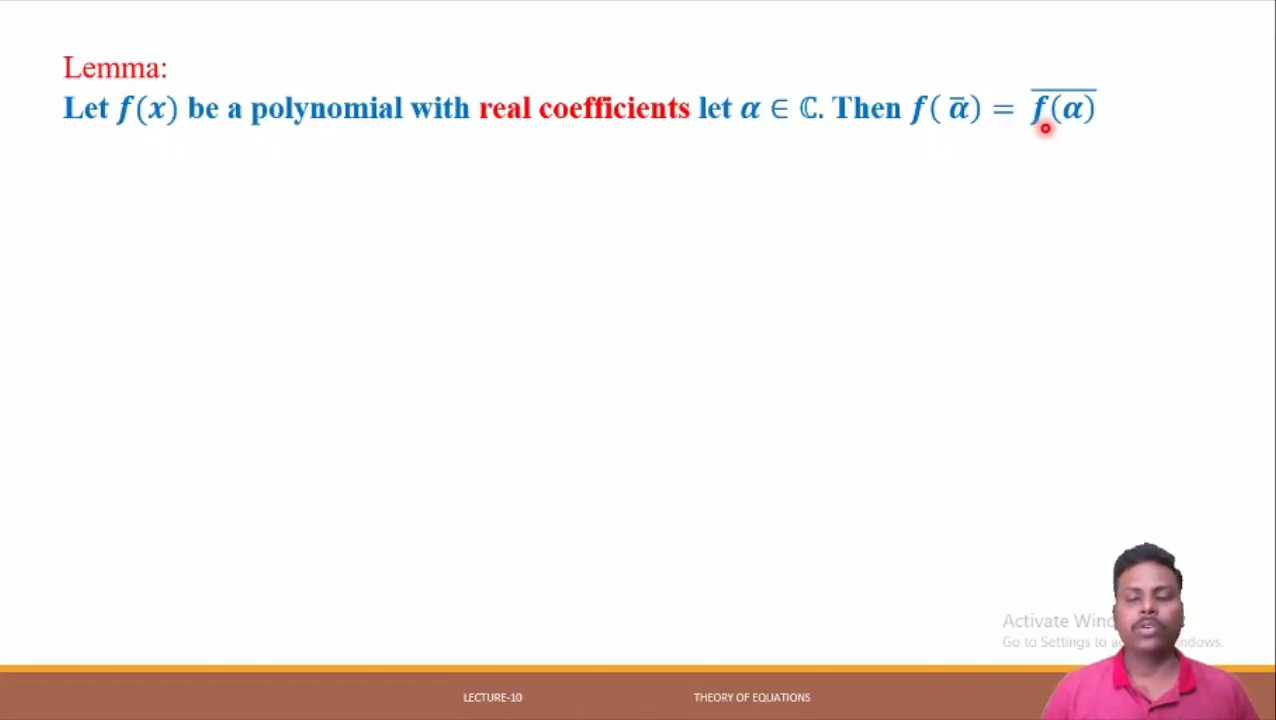 Lemma:
Let 𝒇(𝒙) be a polynomial with real coefficients let 𝜶 ∈ ℂ. Then 𝒇( 𝜶̅) = 𝒇̅(̅𝜶̅)̅
Activate Wind
Go to Settings to a ndows.
LECTURE-10
THEORY OF EQUATIONS